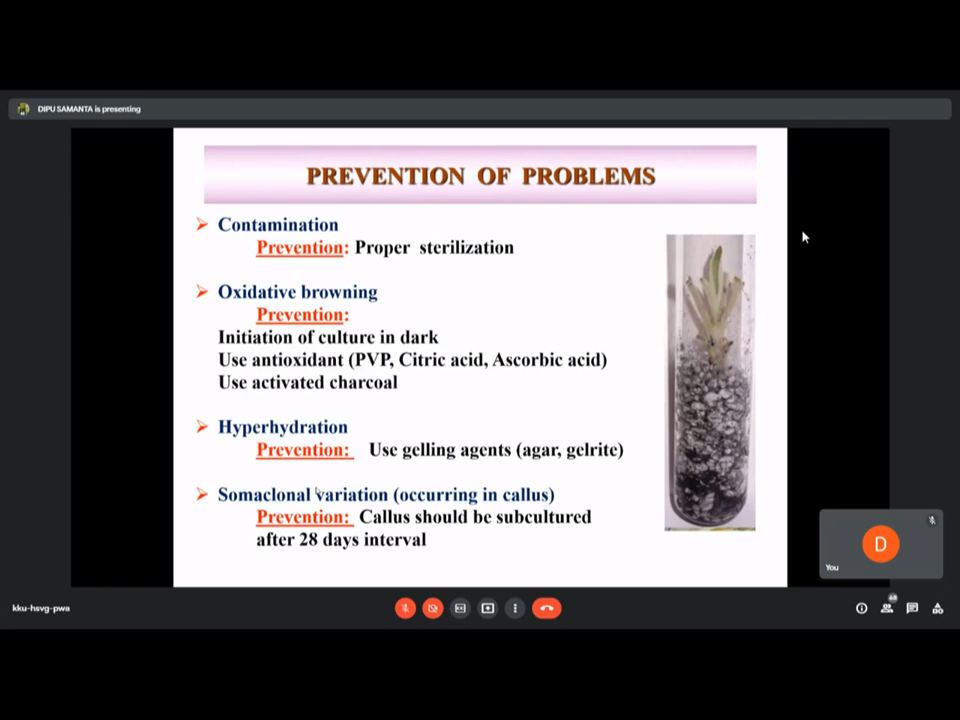 DIPU SAMANTA is presenting
PREVENTION OF PROBLEMS
Contamination
Prevention: Proper sterilization
Oxidative browning
Prevention:
Initiation of culture in dark
Use antioxidant (PVP, Citric acid, Ascorbic acid)
Use activated charcoal
Hyperhydration
Prevention: Use gelling agents (agar, gelrite)
Somaclonal variation (occurring in callus)
Prevention: Callus should be subcultured
after 28 days interval
D
You
kku-hsvg-pwa